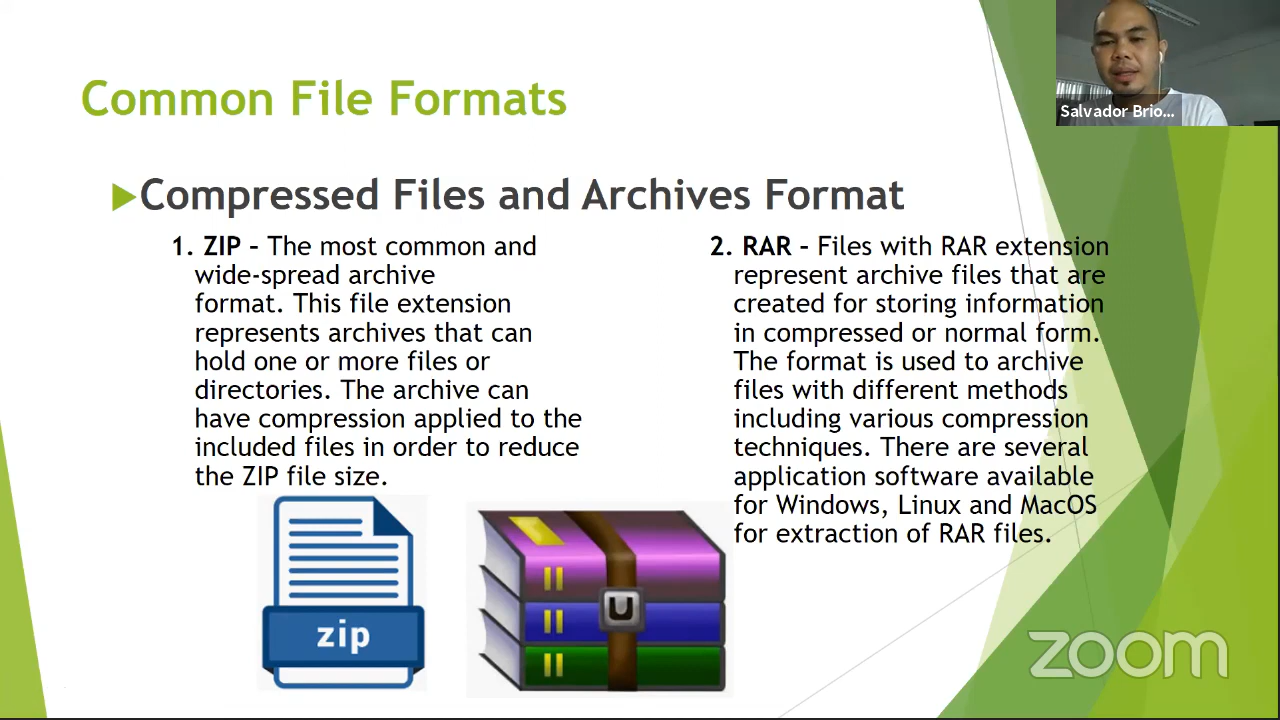 Common File Formats
Salvador Brio...
Compressed Files and Archives Format
1. ZIP – The most common and
wide-spread archive
format. This file extension
represents archives that can
hold one or more files or
directories. The archive can
have compression applied to the
included files in order to reduce
the ZIP file size.
2. RAR – Files with RAR extension
represent archive files that are
created for storing information
in compressed or normal form.
The format is used to archive
files with different methods
including various compression
techniques. There are several
application software available
for Windows, Linux and MacOS
for extraction of RAR files.
zip
zoom